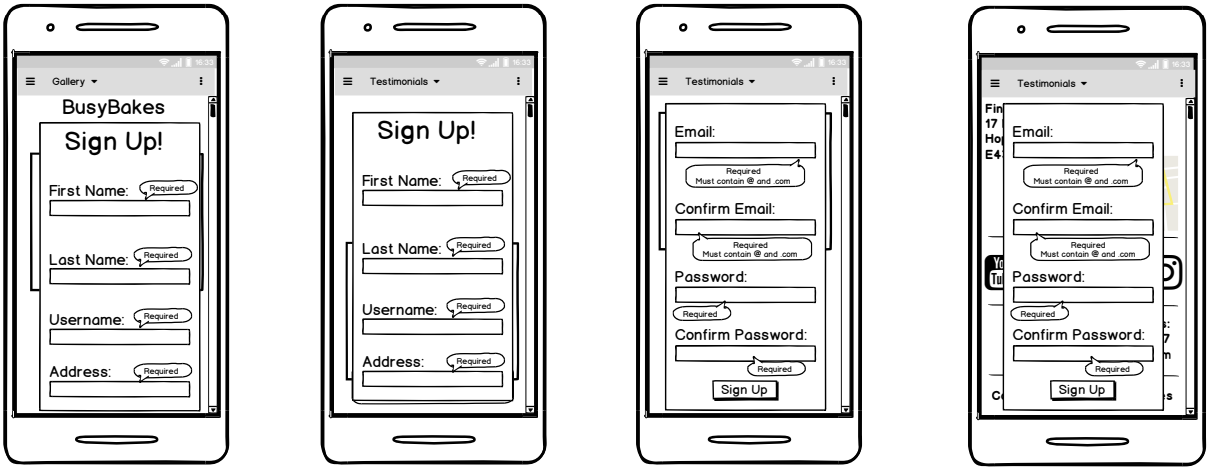 16:33
Gallery
BusyBakes
Sign Up!
First Name:
Required
Last Name:
Required
Username:
Required
Address:
Required
16:33
Testimonials
Sign Up!
First Name:
Required
Last Name:
Required
Username:
Required
Address:
Required
16:33
Testimonials
Email:
Required
Must contain @ and .com
Confirm Email:
Required
Must contain @ and .com
Password:
Required
Confirm Password:
Required
Sign Up
16:33
Testimonials
Fin
17
Hop
E4
Email:
Required
Must contain @ and .com
Confirm Email:
Required
Must contain @ and .com
Password:
Required
Confirm Password:
Required
Sign Up